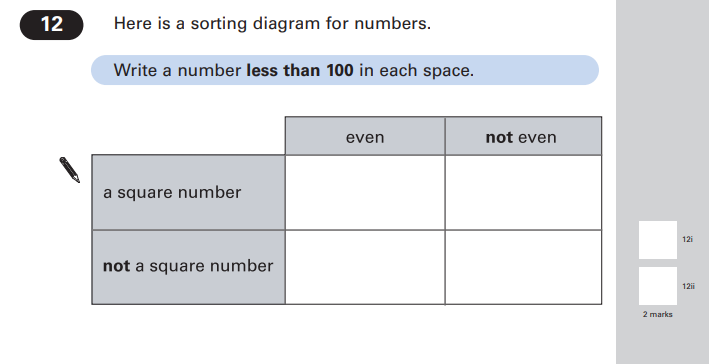 12
Here is a sorting diagram for numbers.
Write a number less than 100 in each space.
even
not even
a square number
not a square number
12i
12ii
2 marks